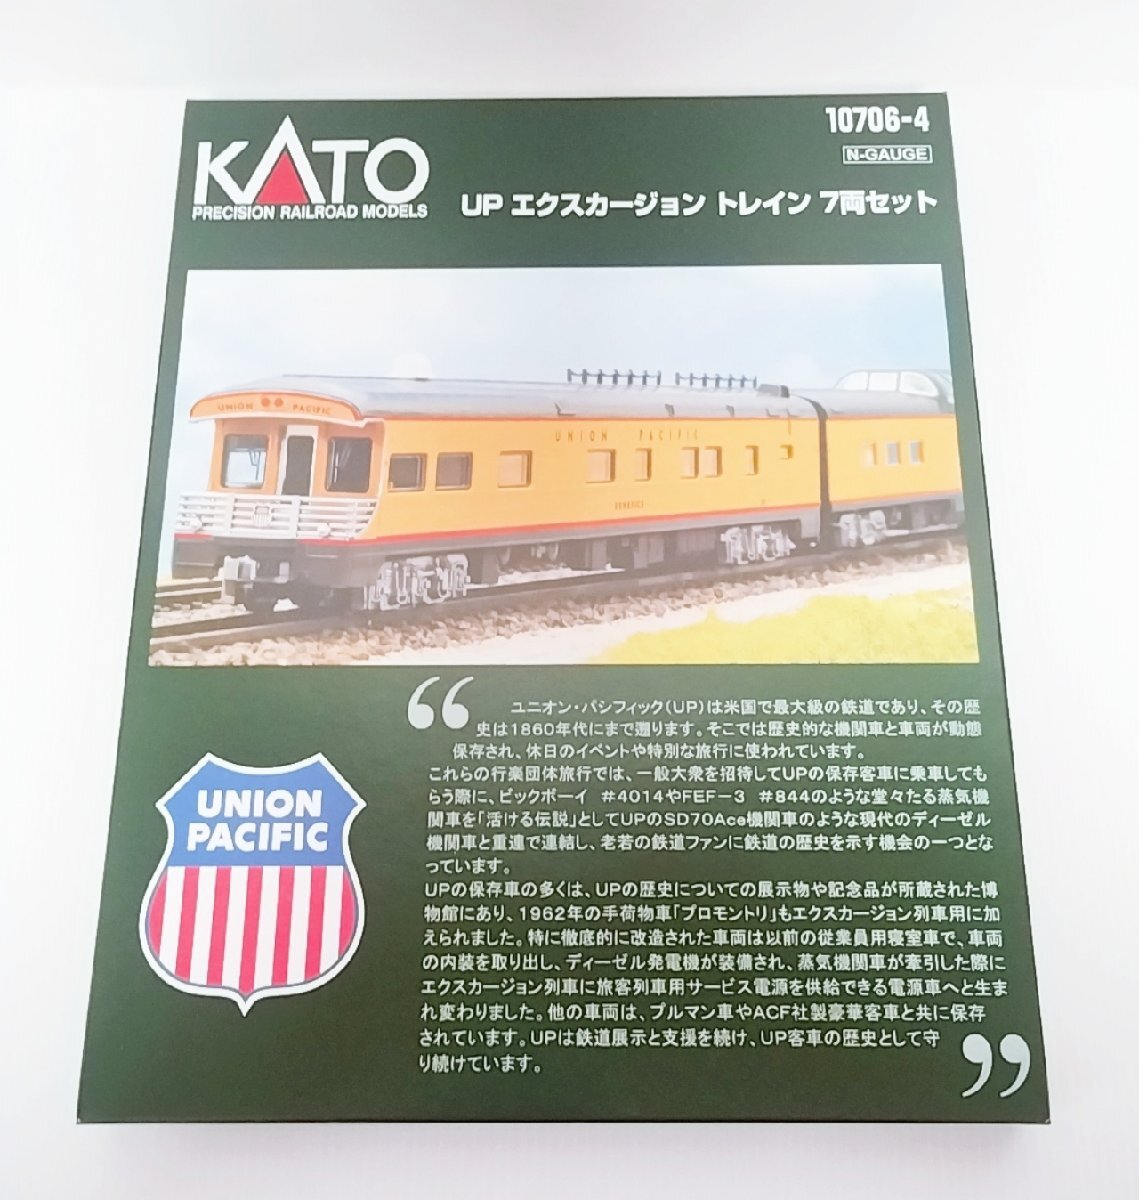 10706-4
N-GAUGE
KATO
PRECISION RAILROAD MODELS
UP エクスカージョン トレイン 7両セット
UNION PACIFIC
UNION PACIFIC
ユニオン・パシフィック(UP)は米国で最大級の鉄道であり、その歴
史は1860年代にまで遡ります。そこでは歴史的な機関車と車両が動態
保存され、休日のイベントや特別な旅行に使われています。
これらの行楽団体旅行では、一般大衆を招待してUPの保存客車に乗車しても
らう際に、ビックボーイ #4014やFEF-3 #844のような堂々たる蒸気機
関車を「活ける伝説」としてUPのSD70Ace機関車のような現代のディーゼル
機関車と重連で連結し、老若の鉄道ファンに鉄道の歴史を示す機会の一つとな
っています。
UPの保存車の多くは、UPの歴史についての展示物や記念品が所蔵された博
物館にあり、1962年の手荷物車「プロモントリ」もエクスカージョン列車用に加
えられました。特に徹底的に改造された車両は以前の従業員用寝室車で、車両
の内装を取り出し、ディーゼル発電機が装備され、蒸気機関車が牽引した際に
エクスカージョン列車に旅客列車用サービス電源を供給できる電源車へと生ま
れ変わりました。他の車両は、プルマン車やACF社製豪華客車と共に保存
されています。UPは鉄道展示と支援を続け、UP客車の歴史として守
り続けています。
UNION
PACIFIC